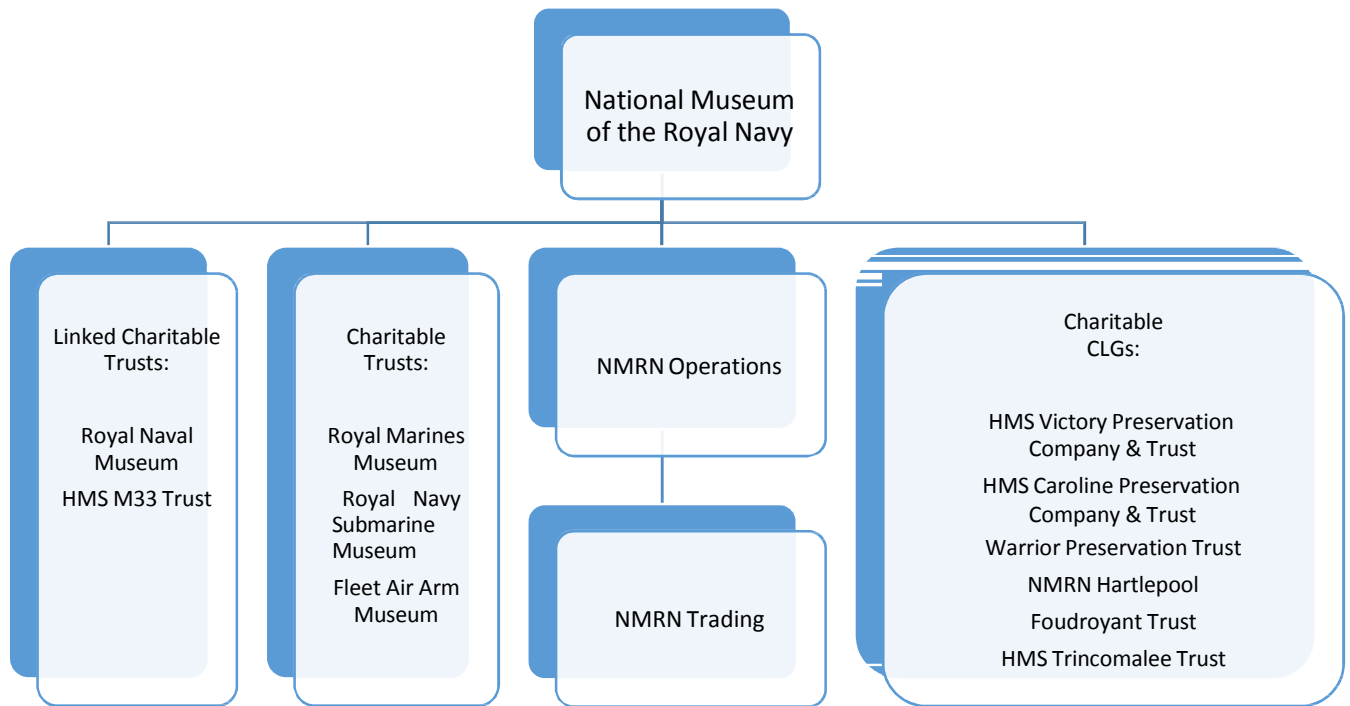 National Museum
of the Royal Navy
Linked Charitable
Trusts:
Royal Naval
Museum
HMS M33 Trust
Charitable
Trusts:
Royal Marines
Museum
Royal Navy
Submarine
Museum
Fleet Air Arm
Museum
NMRN Operations
NMRN Trading
Charitable
CLGs:
HMS Victory Preservation
Company & Trust
HMS Caroline Preservation
Company & Trust
Warrior Preservation Trust
NMRN Hartlepool
Foudroyant Trust
HMS Trincomalee Trust